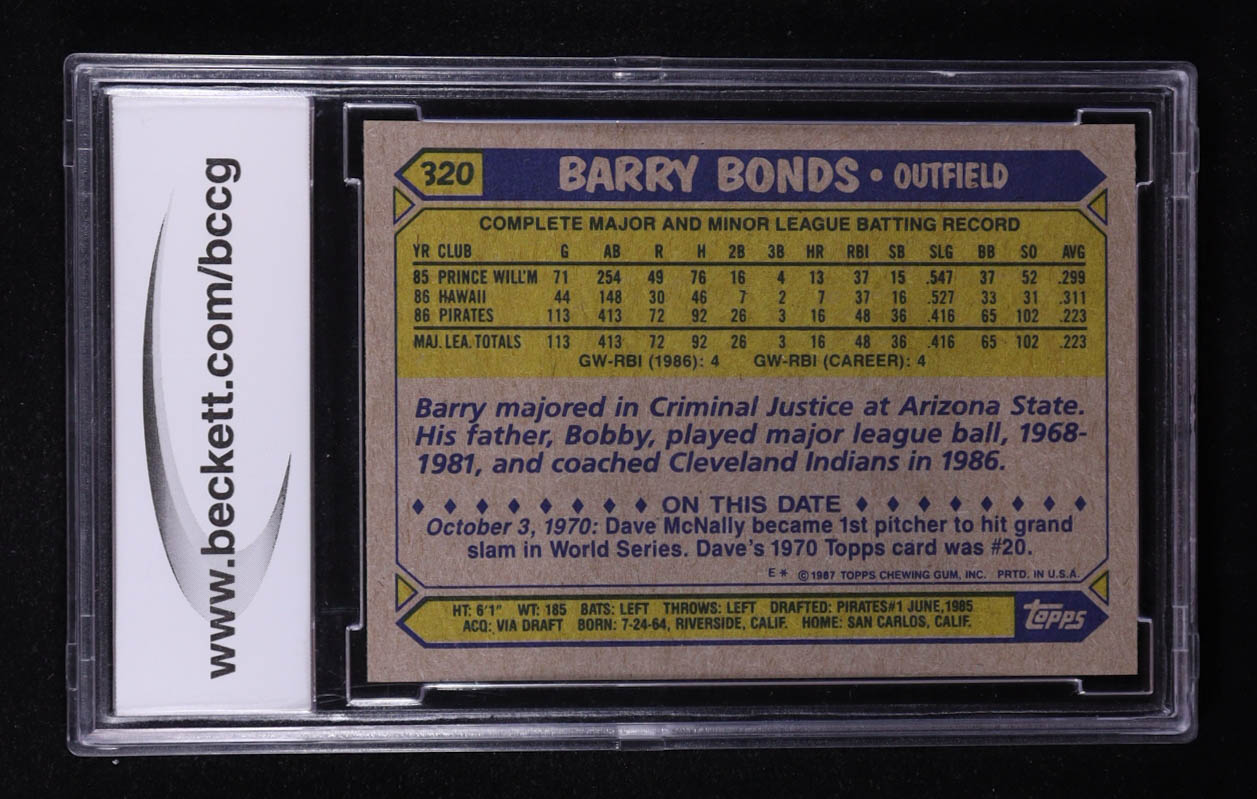 www.beckett.com/bccg
320 BARRY BONDS • OUTFIELD
COMPLETE MAJOR AND MINOR LEAGUE BATTING RECORD
YR CLUB G AB R H 2B 3B HR RBI SB SLG BB SO AVG
85 PRINCE WILL'M 71 254 49 76 16 4 13 37 15 .547 37 52 .299
86 HAWAII 44 148 30 46 7 2 7 37 16 .527 33 31 .311
86 PIRATES 113 413 72 92 26 3 16 48 36 .416 65 102 .223
MAJ. LEA. TOTALS 113 413 72 92 26 3 16 48 36 .416 65 102 .223
GW-RBI (1986): 4 GW-RBI (CAREER): 4
Barry majored in Criminal Justice at Arizona State.
His father, Bobby, played major league ball, 1968-
1981, and coached Cleveland Indians in 1986.
♦ ♦ ♦ ♦ ♦ ♦ ♦ ♦ ON THIS DATE ♦ ♦ ♦ ♦ ♦ ♦ ♦ ♦
October 3, 1970: Dave McNally became 1st pitcher to hit grand
slam in World Series. Dave's 1970 Topps card was #20.
E* ©1987 TOPPS CHEWING GUM, INC. PRTD. IN U.S.A.
HT: 6'1" WT: 185 BATS: LEFT THROWS: LEFT DRAFTED: PIRATES#1 JUNE,1985
ACQ: VIA DRAFT BORN: 7-24-64, RIVERSIDE, CALIF. HOME: SAN CARLOS, CALIF.
topps